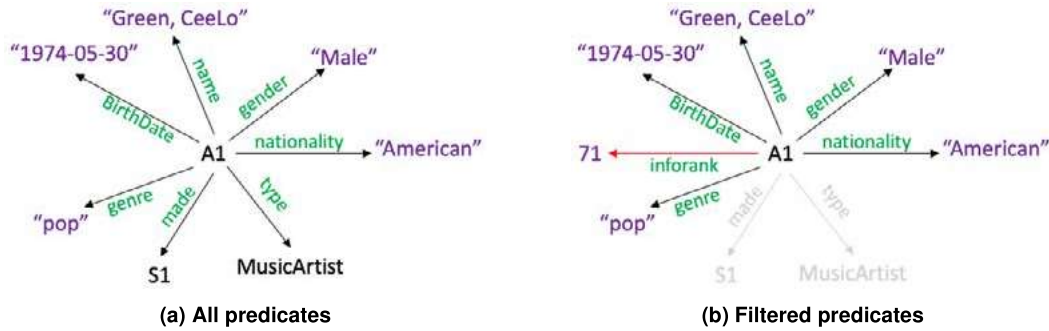 "Green, CeeLo"
"1974-05-30"
"Male"
name
gender
BirthDate
A1
nationality
"American"
genre
made
type
"pop"
S1
MusicArtist
(a) All predicates
"Green, CeeLo"
"1974-05-30"
"Male"
name
gender
BirthDate
71
inforank
A1
nationality
"American"
genre
made
type
"pop"
S1
MusicArtist
(b) Filtered predicates